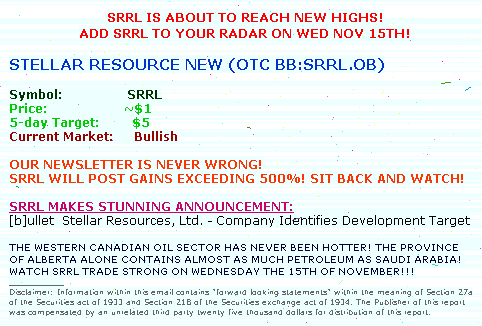 SRRL IS ABOUT TO REACH NEW HIGHS!
ADD SRRL TO YOUR RADAR ON WED NOV 15TH!
STELLAR RESOURCE NEW (OTC BB:SRRL.OB)
Symbol: SRRL
Price: ~$1
5-day Target: $5
Current Market: Bullish
OUR NEWSLETTER IS NEVER WRONG!
SRRL WILL POST GAINS EXCEEDING 500%! SIT BACK AND WATCH!
SRRL MAKES STUNNING ANNOUNCEMENT:
[b]ullet Stellar Resources, Ltd. - Company Identifies Development Target
THE WESTERN CANADIAN OIL SECTOR HAS NEVER BEEN HOTTER! THE PROVINCE
OF ALBERTA ALONE CONTAINS ALMOST AS MUCH PETROLEUM AS SAUDI ARABIA!
WATCH SRRL TRADE STRONG ON WEDNESDAY THE 15TH OF NOVEMBER!!!
Disclaimer: Information within this email contains "forward looking statements" within the meaning of Section 27a
of the Securities act of 1933 and Section 21B of the Securities exchange act of 1934. The Publisher of this report
was compensated by an unrelated third party twenty five thousand dollars for distribution of this report.